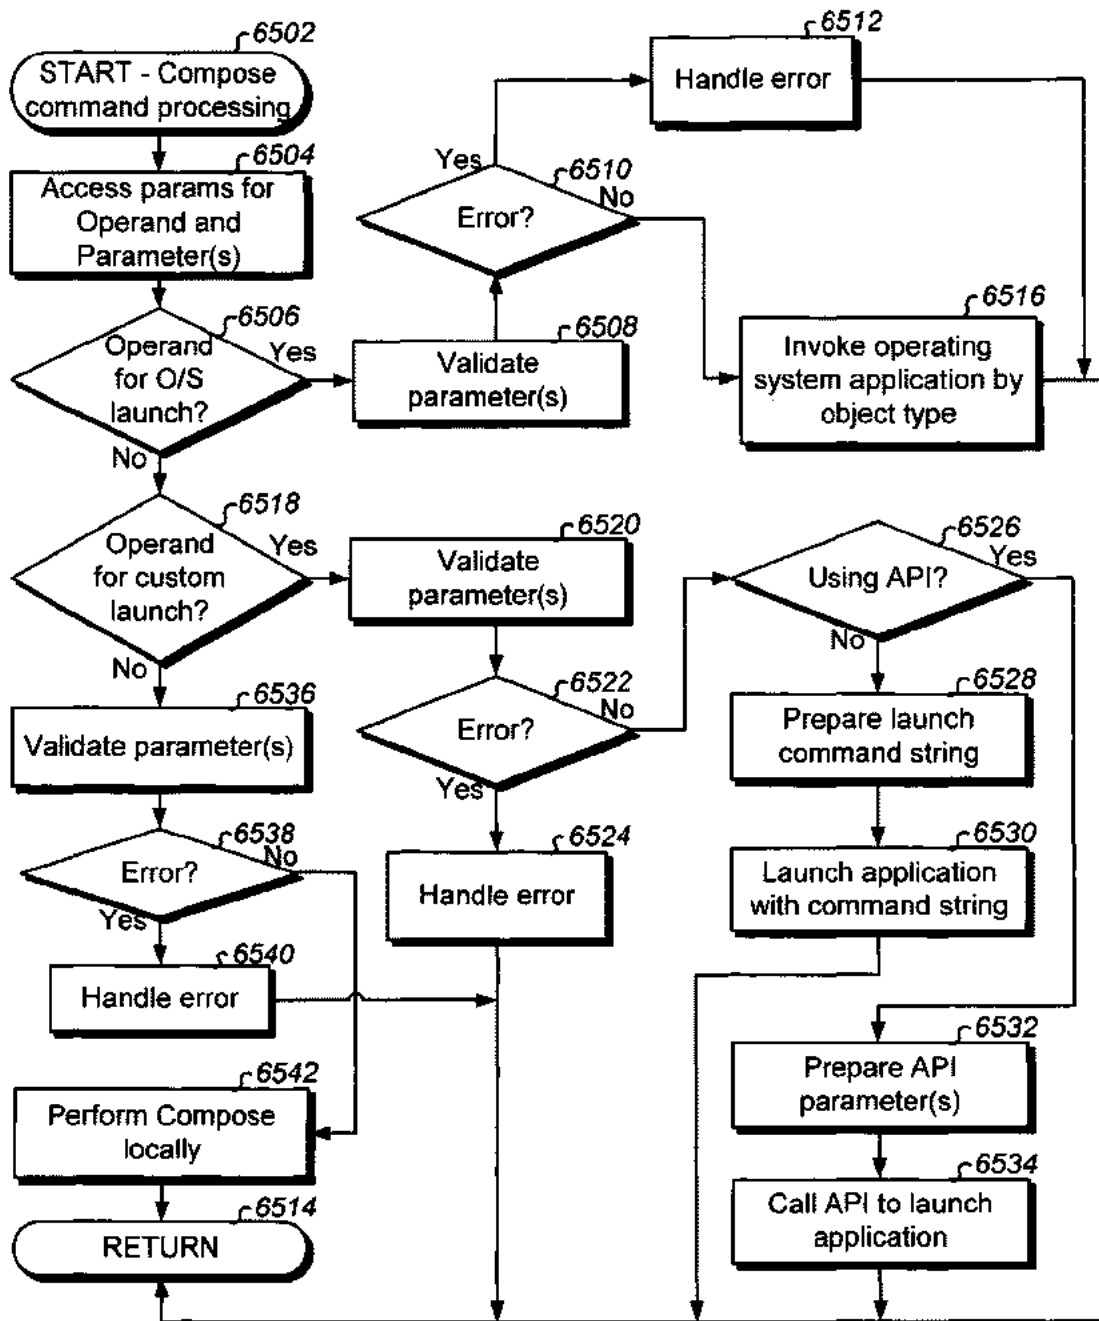 6502
START - Compose
command processing
6504
Access params for
Operand and
Parameter(s)
6506
Operand
for O/S
launch?
Yes
No
6508
Validate
parameter(s)
6510
Error?
Yes
No
6512
Handle error
6516
Invoke operating
system application by
object type
6518
Operand
for custom
launch?
Yes
No
6520
Validate
parameter(s)
6522
Error?
No
Yes
6524
Handle error
6526
Using API?
Yes
No
6528
Prepare launch
command string
6530
Launch application
with command string
6532
Prepare API
parameter(s)
6534
Call API to launch
application
6536
Validate parameter(s)
6538
Error?
No
Yes
6540
Handle error
6542
Perform Compose
locally
6514
RETURN